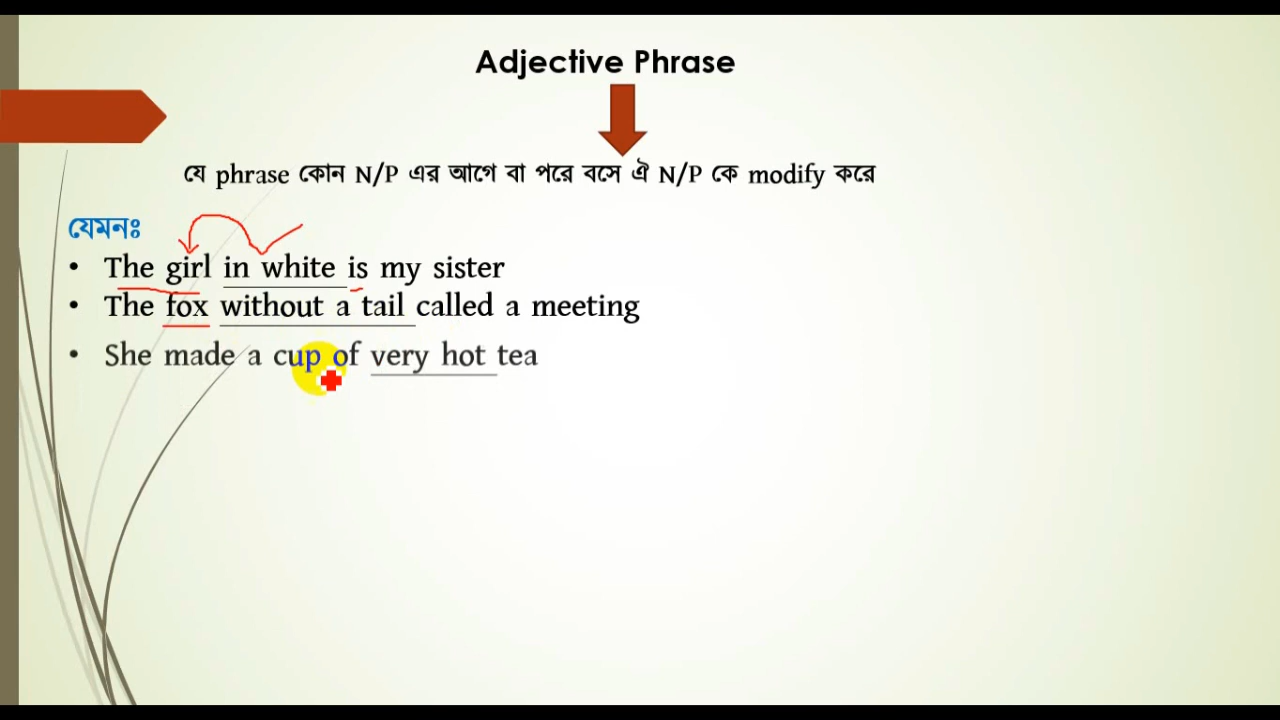 Adjective Phrase
যে phrase কোন N/P এর আগে বা পরে বসে ঐ N/P কে modify করে
যেমনঃ
• The girl in white is my sister
• The fox without a tail called a meeting
• She made a cup of very hot tea